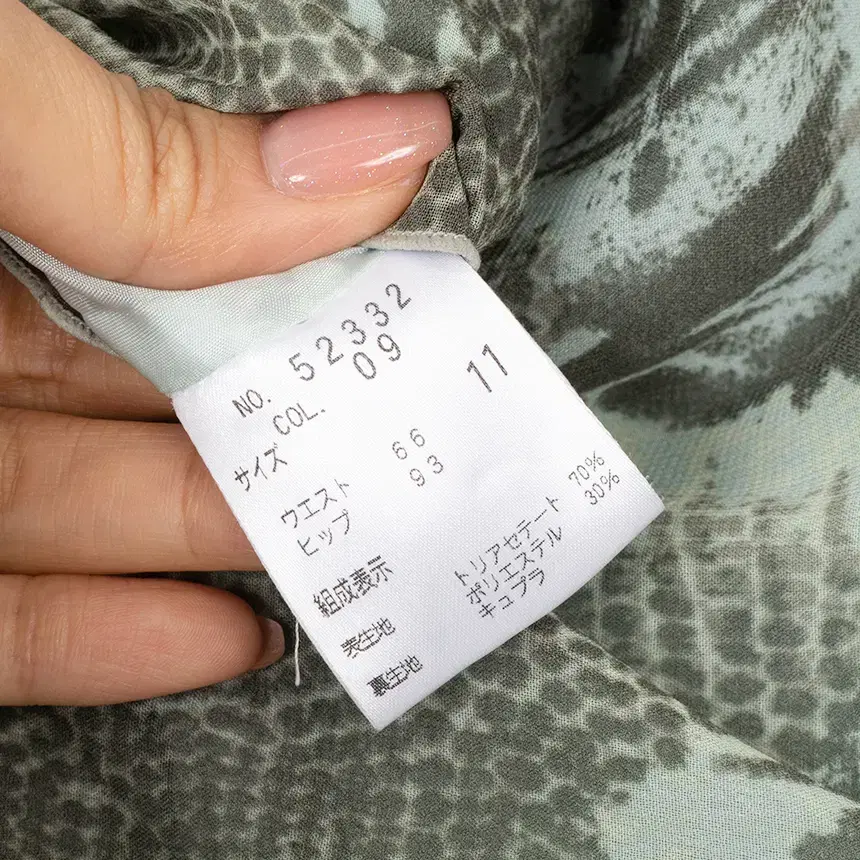 NO. 52332
COL. 09
サイズ 11
ウエスト 66
ヒップ 93
組成表示
表生地 トリアセテート 70%
ポリエステル 30%
裏生地 キュプラ